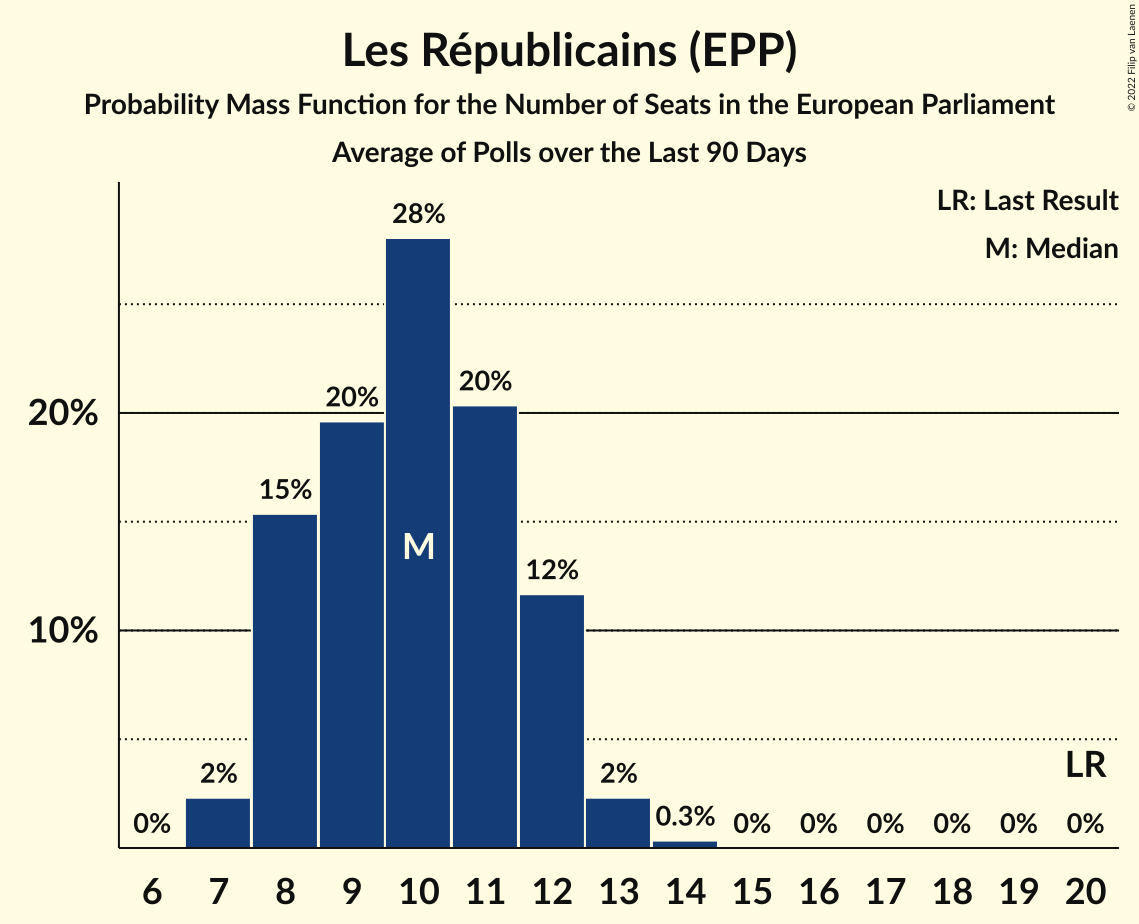 Les Républicains (EPP)
Probability Mass Function for the Number of Seats in the European Parliament
Average of Polls over the Last 90 Days
© 2022 Filip van Laenen
LR: Last Result
M: Median
28%
20%
20%
20%
15%
M
12%
10%
LR
2%
2%
0%
0.3%
0%
0%
0%
0%
0%
0%
6 7 8 9 10 11 12 13 14 15 16 17 18 19 20